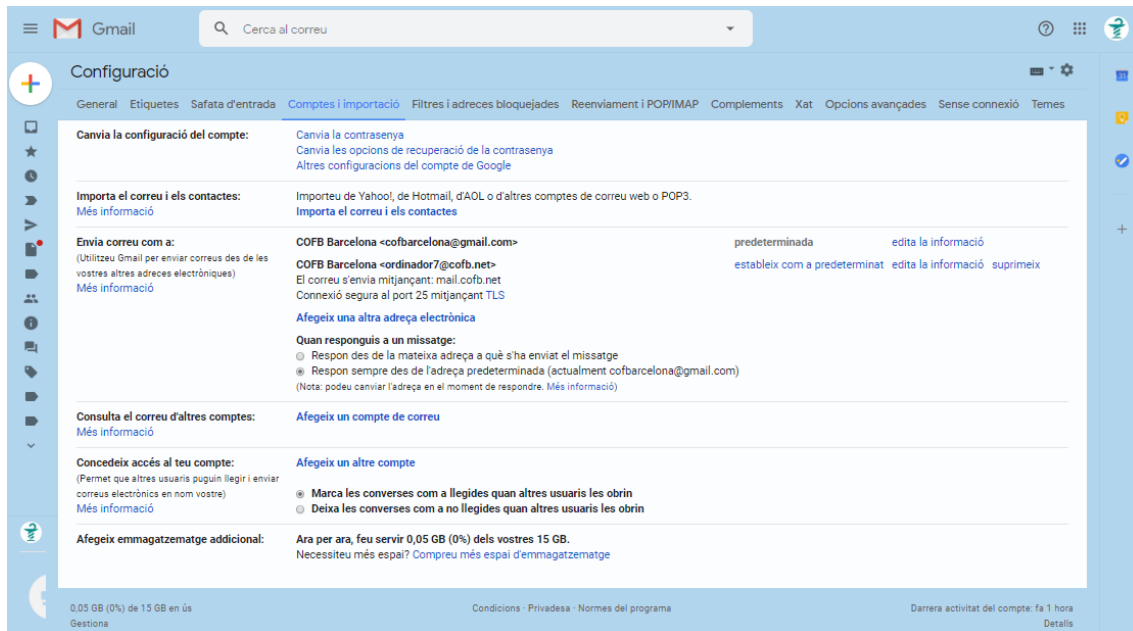 Gmail
Cerca al correu
Configuració
General Etiquetes Safata d'entrada Comptes i importació Filtres i adreces bloquejades Reenviament i POP/IMAP Complements Xat Opcions avançades Sense connexió Temes
Canvia la configuració del compte: Canvia la contrasenya
Canvia les opcions de recuperació de la contrasenya
Altres configuracions del compte de Google
Importa el correu i els contactes: Importeu de Yahoo!, de Hotmail, d'AOL o d'altres comptes de correu web o POP3.
Més informació Importa el correu i els contactes
Envia correu com a: COFB Barcelona <cofbarcelona@gmail.com> predeterminada edita la informació
(Utilitzeu Gmail per enviar correus des de les
vostres altres adreces electròniques)
Més informació
COFB Barcelona <ordinador7@cofb.net> estableix com a predeterminat edita la informació suprimeix
El correu s'envia mitjançant: mail.cofb.net
Connexió segura al port 25 mitjançant TLS
Afegeix una altra adreça electrònica
Quan responguis a un missatge:
Respon des de la mateixa adreça a què s'ha enviat el missatge
Respon sempre des de l'adreça predeterminada (actualment cofbarcelona@gmail.com)
(Nota: podeu canviar l'adreça en el moment de respondre. Més informació)
Consulta el correu d'altres comptes: Afegeix un compte de correu
Més informació
Concedeix accés al teu compte: Afegeix un altre compte
(Permet que altres usuaris puguin llegir i enviar
correus electrònics en nom vostre)
Més informació
Marca les converses com a llegides quan altres usuaris les obrin
Deixa les converses com a no llegides quan altres usuaris les obrin
Afegeix emmagatzematge addicional: Ara per ara, feu servir 0,05 GB (0%) dels vostres 15 GB.
Necessiteu més espai? Compreu més espai d'emmagatzematge
0,05 GB (0%) de 15 GB en ús Condicions · Privadesa · Normes del programa Darrera activitat del compte: fa 1 hora
Gestiona Detalls
31